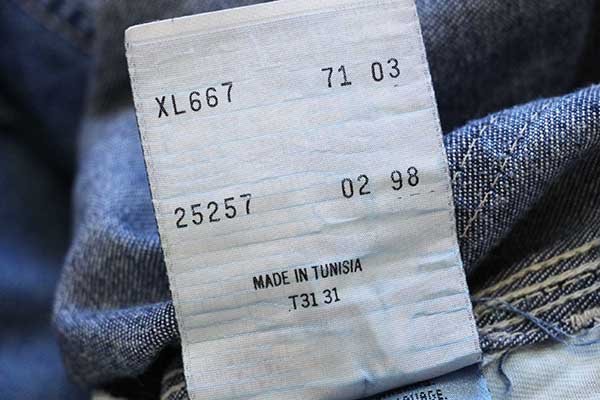 XL667 71 03
25257 02 98
MADE IN TUNISIA
T31 31